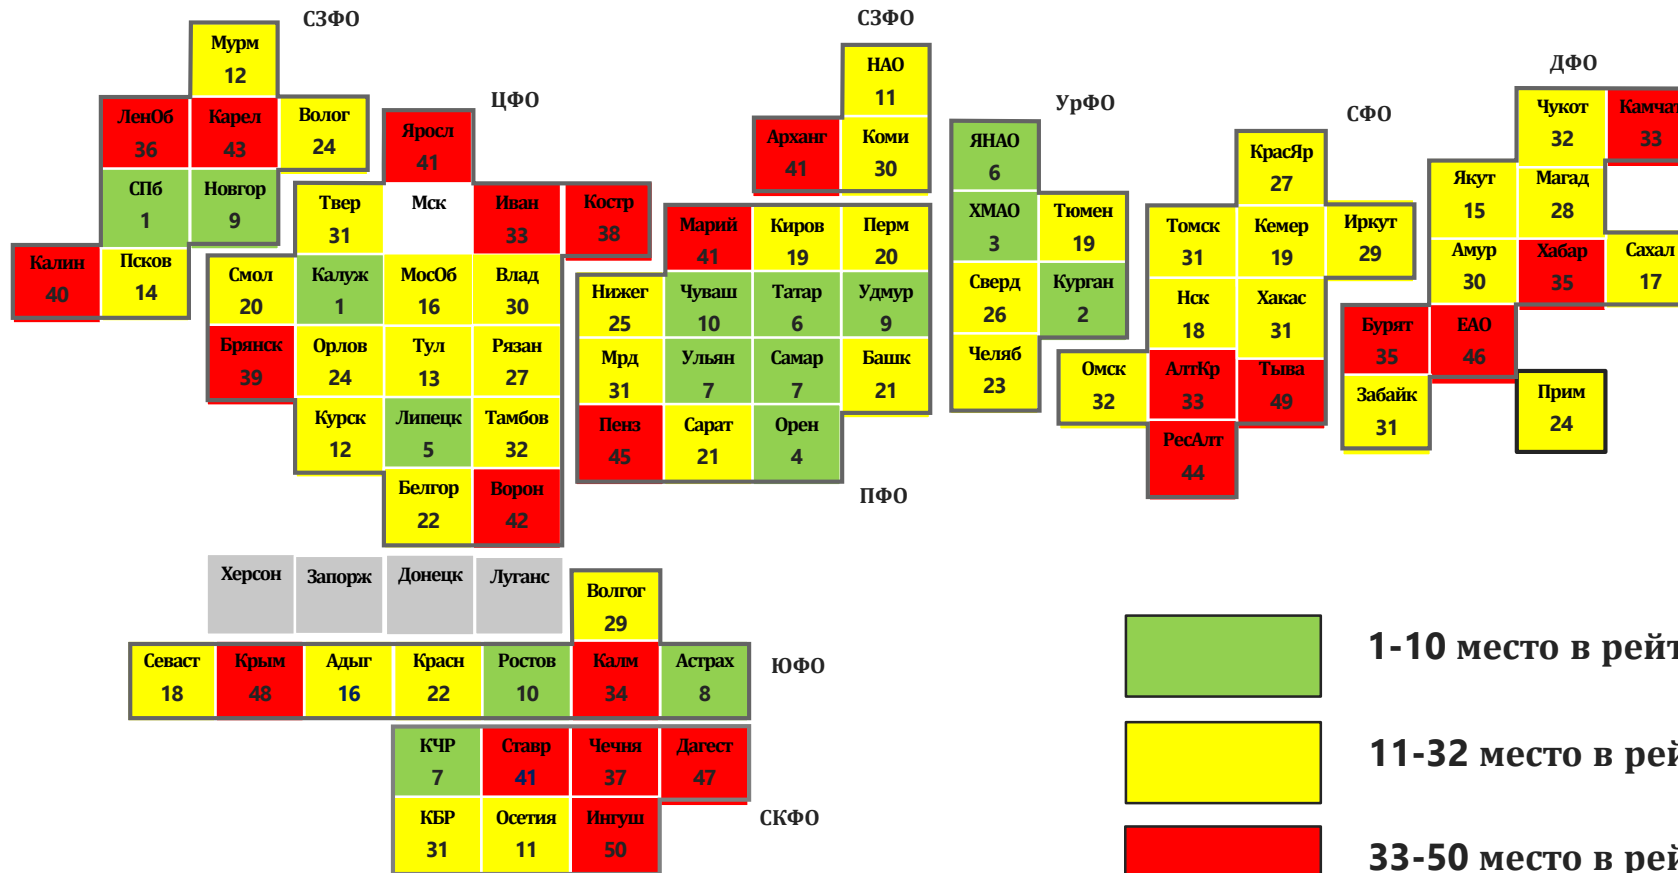 СЗФО
Мурм
12
ЛенОб
36
Карел
43
Волог
24
СПб
1
Новгор
9
Калин
40
Псков
14
ЦФО
Яросл
41
Твер
31
Мск
Иван
33
Костр
38
Смол
20
Калуж
1
МосОб
16
Влад
30
Брянск
39
Орлов
24
Тул
13
Рязан
27
Курск
12
Липецк
5
Тамбов
32
Белгор
22
Ворон
42
СЗФО
НАО
11
Арханг
41
Коми
30
Марий
41
Киров
19
Перм
20
Нижег
25
Чуваш
10
Татар
6
Удмур
9
Мрд
31
Ульян
7
Самар
7
Башк
21
Пенз
45
Сарат
21
Орен
4
ПФО
УрФО
ЯНАО
6
ХМАО
3
Тюмен
19
Сверд
26
Курган
2
Челяб
23
СФО
КрасЯр
27
Томск
31
Кемер
19
Иркут
29
Нск
18
Хакас
31
Омск
32
АлтКр
33
Тыва
49
РесАлт
44
ДФО
Чукот
32
Камчат
33
Якут
15
Магад
28
Амур
30
Хабар
35
Сахал
17
Бурят
35
ЕАО
46
Забайк
31
Прим
24
Херсон
Запорж
Донецк
Луганс
Волгог
29
Севаст
18
Крым
48
Адыг
16
Красн
22
Ростов
10
Калм
34
Астрах
8
ЮФО
КЧР
7
Ставр
41
Чечня
37
Дагест
47
КБР
31
Осетия
11
Ингуш
50
СКФО
1-10 место в рейт
11-32 место в рей
33-50 место в рей